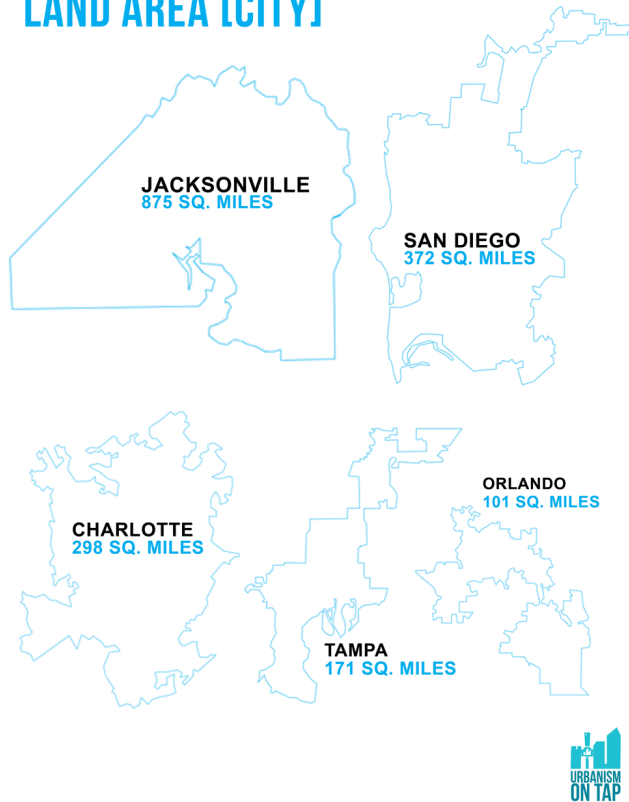 LAND AREA [CITY]
JACKSONVILLE
875 SQ. MILES
SAN DIEGO
372 SQ. MILES
CHARLOTTE
298 SQ. MILES
ORLANDO
101 SQ. MILES
TAMPA
171 SQ. MILES
URBANISM
ON TAP